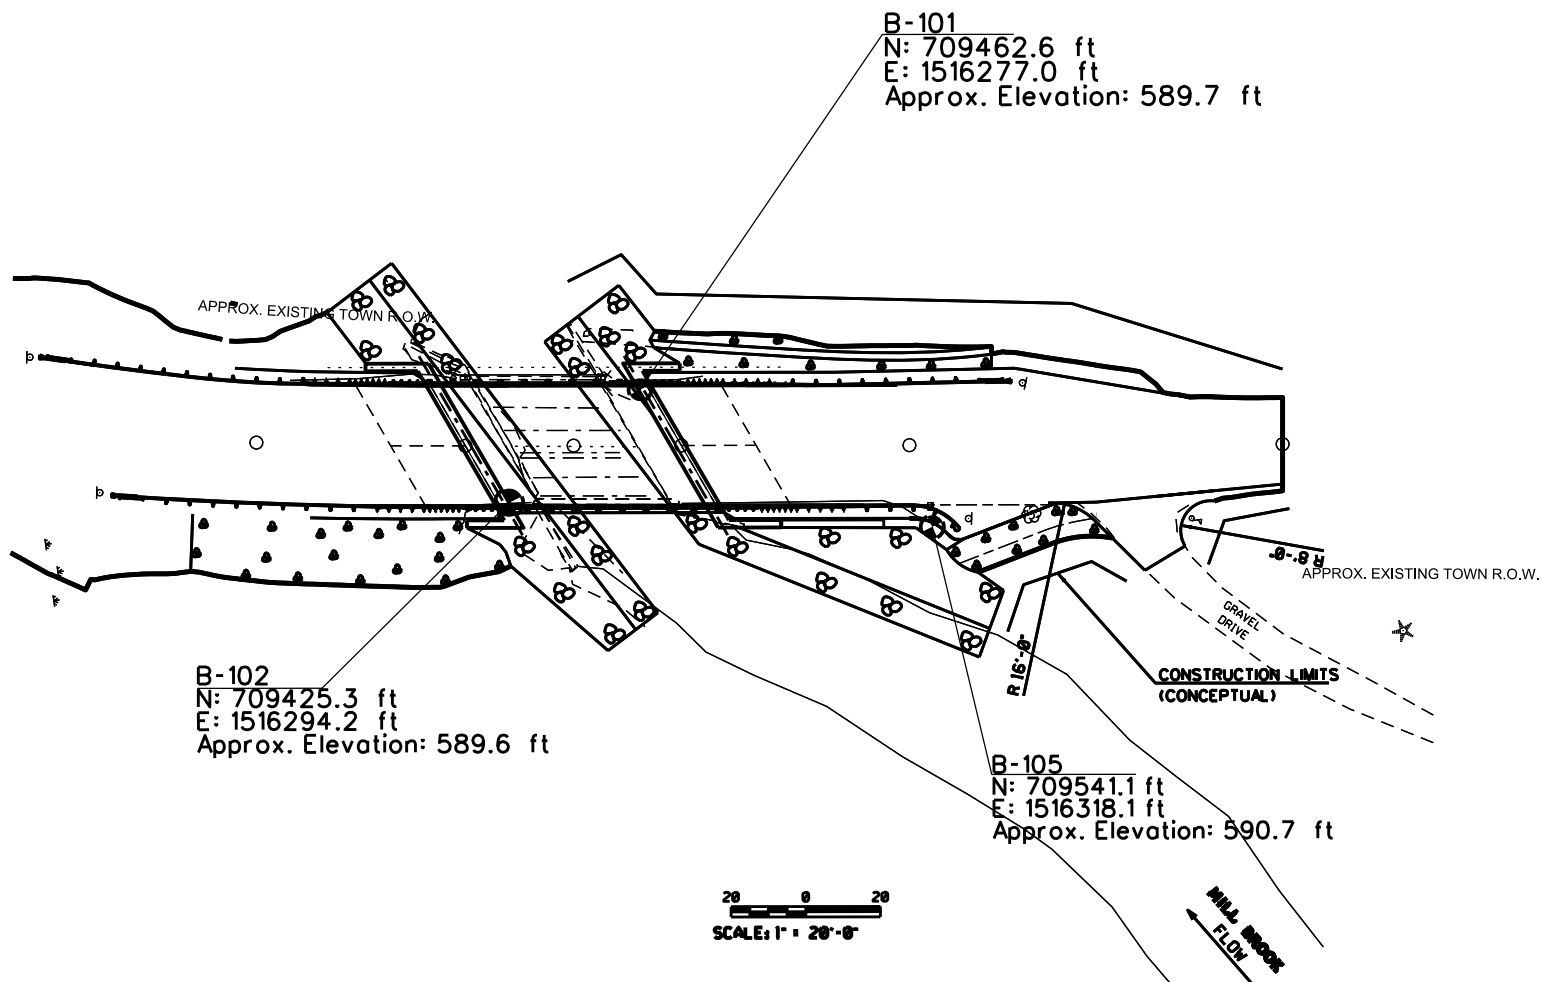 B-101
N: 709462.6 ft
E: 1516277.0 ft
Approx. Elevation: 589.7 ft
APPROX. EXISTING TOWN R.O.W.
R 8'-0"
APPROX. EXISTING TOWN R.O.W.
GRAVEL
DRIVE
R 16'-0"
CONSTRUCTION LIMITS
(CONCEPTUAL)
B-102
N: 709425.3 ft
E: 1516294.2 ft
Approx. Elevation: 589.6 ft
B-105
N: 709541.1 ft
E: 1516318.1 ft
Approx. Elevation: 590.7 ft
20 0 20
SCALE: 1" = 20'-0"
MILL BROOK
FLOW